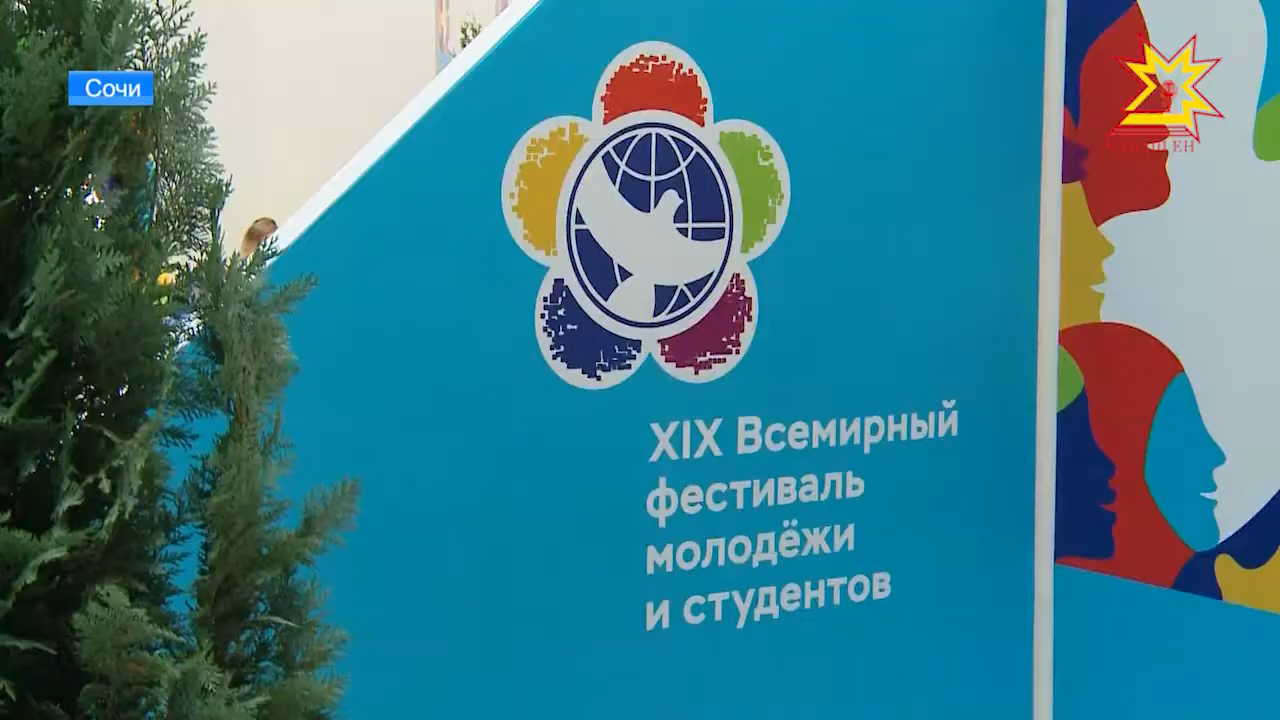 Сочи
XIX Всемирный
фестиваль
молодёжи
и студентов